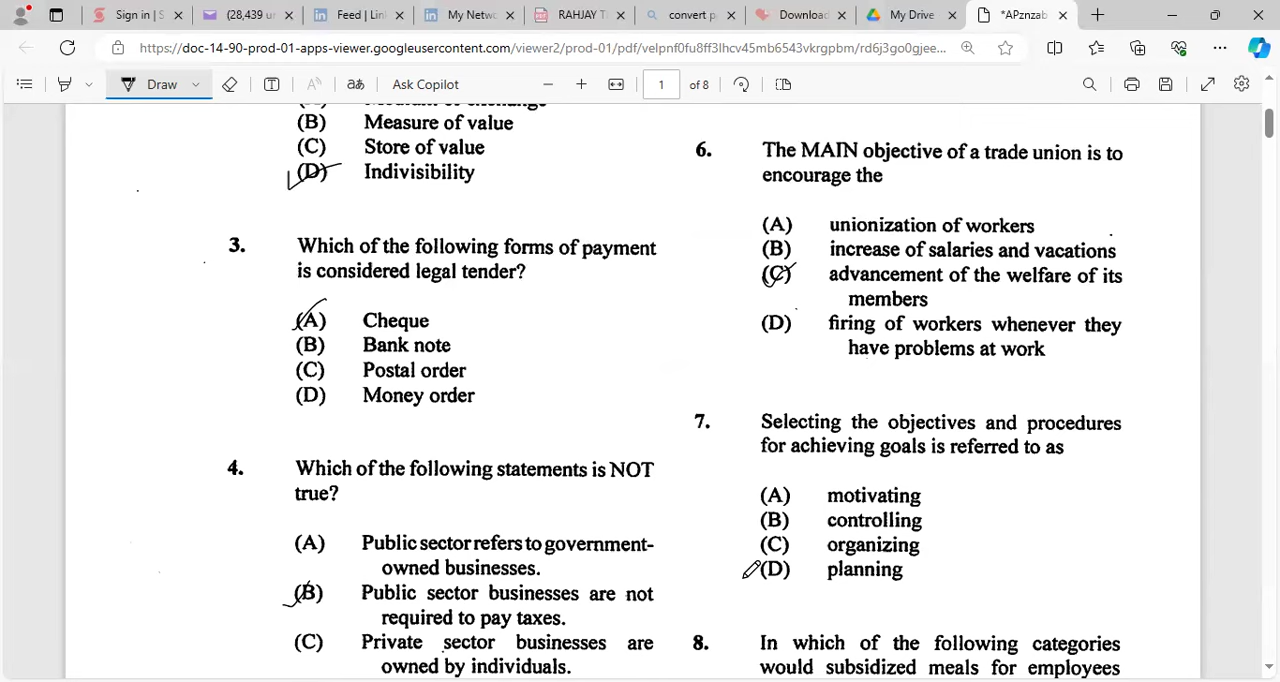 Sign in | S
(28,439 u
Feed | Lin
My Netw
RAHJAY T
convert p
Downloa
My Drive
*APznzab
https://doc-14-90-prod-01-apps-viewer.googleusercontent.com/viewer2/prod-01/pdf/velpnf0fu8ff3lhcv45mb6543vkrgpbm/rd6j3go0gjee...
Draw
Ask Copilot
1 of 8
(B) Measure of value
(C) Store of value
(D) Indivisibility
3. Which of the following forms of payment
is considered legal tender?
(A) Cheque
(B) Bank note
(C) Postal order
(D) Money order
4. Which of the following statements is NOT
true?
(A) Public sector refers to government-
owned businesses.
(B) Public sector businesses are not
required to pay taxes.
(C) Private sector businesses are
owned by individuals.
6. The MAIN objective of a trade union is to
encourage the
(A) unionization of workers
(B) increase of salaries and vacations
(C) advancement of the welfare of its
members
(D) firing of workers whenever they
have problems at work
7. Selecting the objectives and procedures
for achieving goals is referred to as
(A) motivating
(B) controlling
(C) organizing
(D) planning
8. In which of the following categories
would subsidized meals for employees